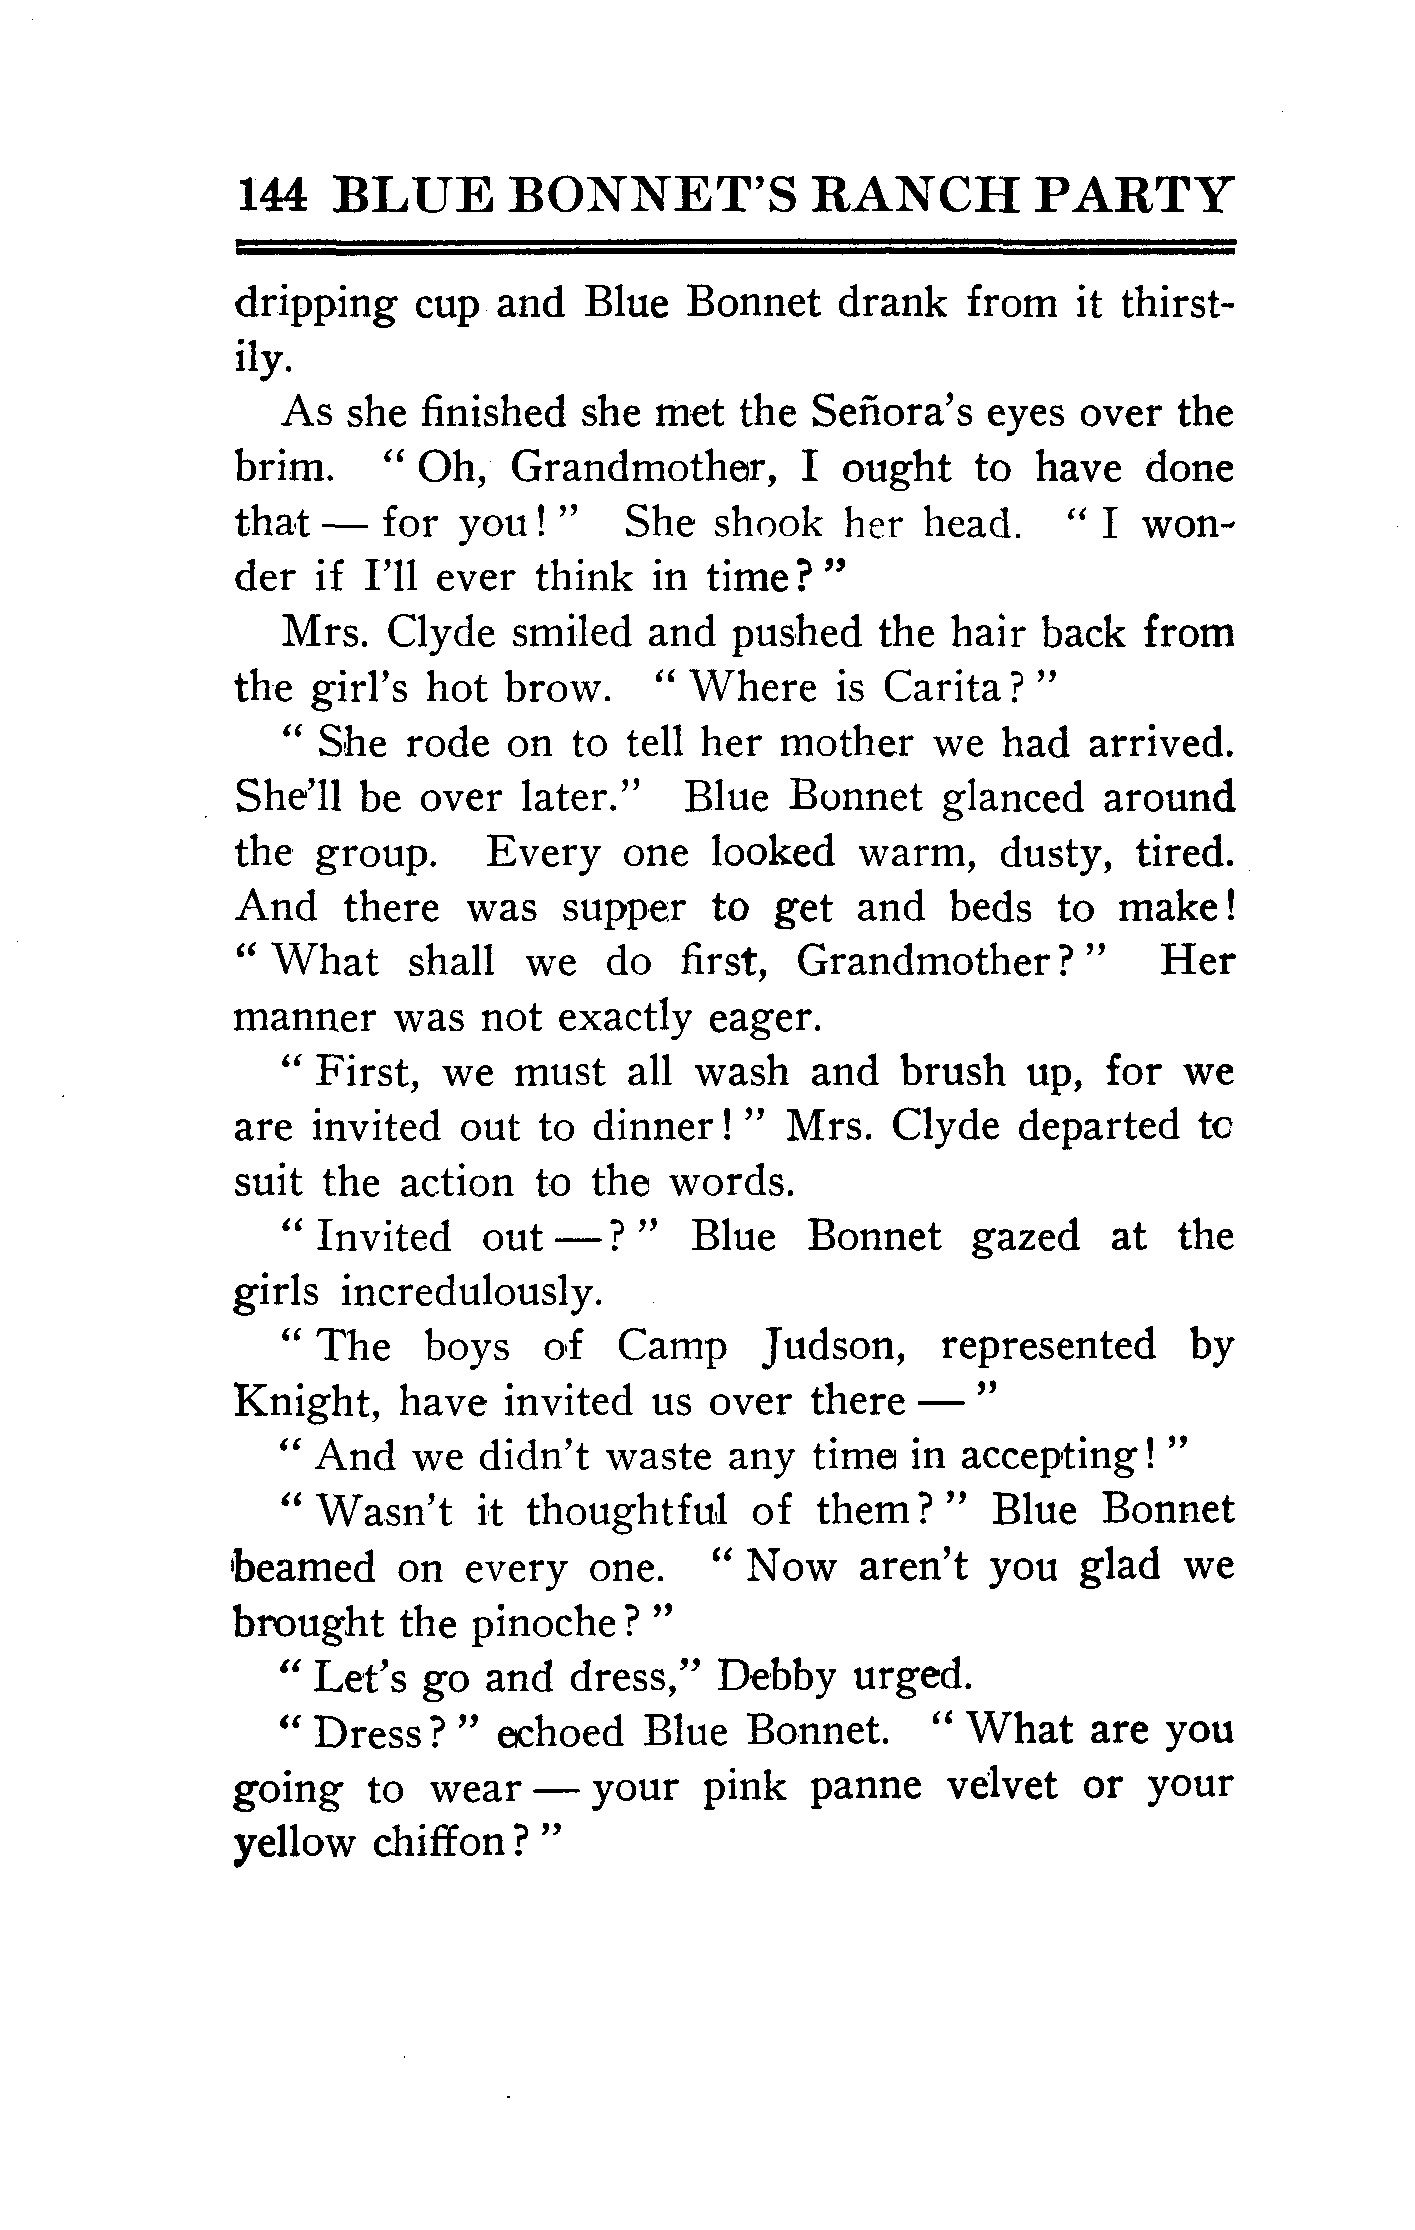 144 BLUE BONNET'S RANCH PARTY
dripping cup and Blue Bonnet drank from it thirst-
ily.
As she finished she met the Señora's eyes over the
brim. " Oh, Grandmother, I ought to have done
that — for you! " She shook her head. " I won-
der if I'll ever think in time? "
Mrs. Clyde smiled and pushed the hair back from
the girl's hot brow. " Where is Carita? "
" She rode on to tell her mother we had arrived.
She'll be over later." Blue Bonnet glanced around
the group. Every one looked warm, dusty, tired.
And there was supper to get and beds to make!
" What shall we do first, Grandmother? " Her
manner was not exactly eager.
" First, we must all wash and brush up, for we
are invited out to dinner! " Mrs. Clyde departed to
suit the action to the words.
" Invited out —? " Blue Bonnet gazed at the
girls incredulously.
" The boys of Camp Judson, represented by
Knight, have invited us over there — "
" And we didn't waste any time in accepting! "
" Wasn't it thoughtful of them? " Blue Bonnet
beamed on every one. " Now aren't you glad we
brought the pinoche? "
" Let's go and dress," Debby urged.
" Dress? " echoed Blue Bonnet. " What are you
going to wear — your pink panne velvet or your
yellow chiffon? "